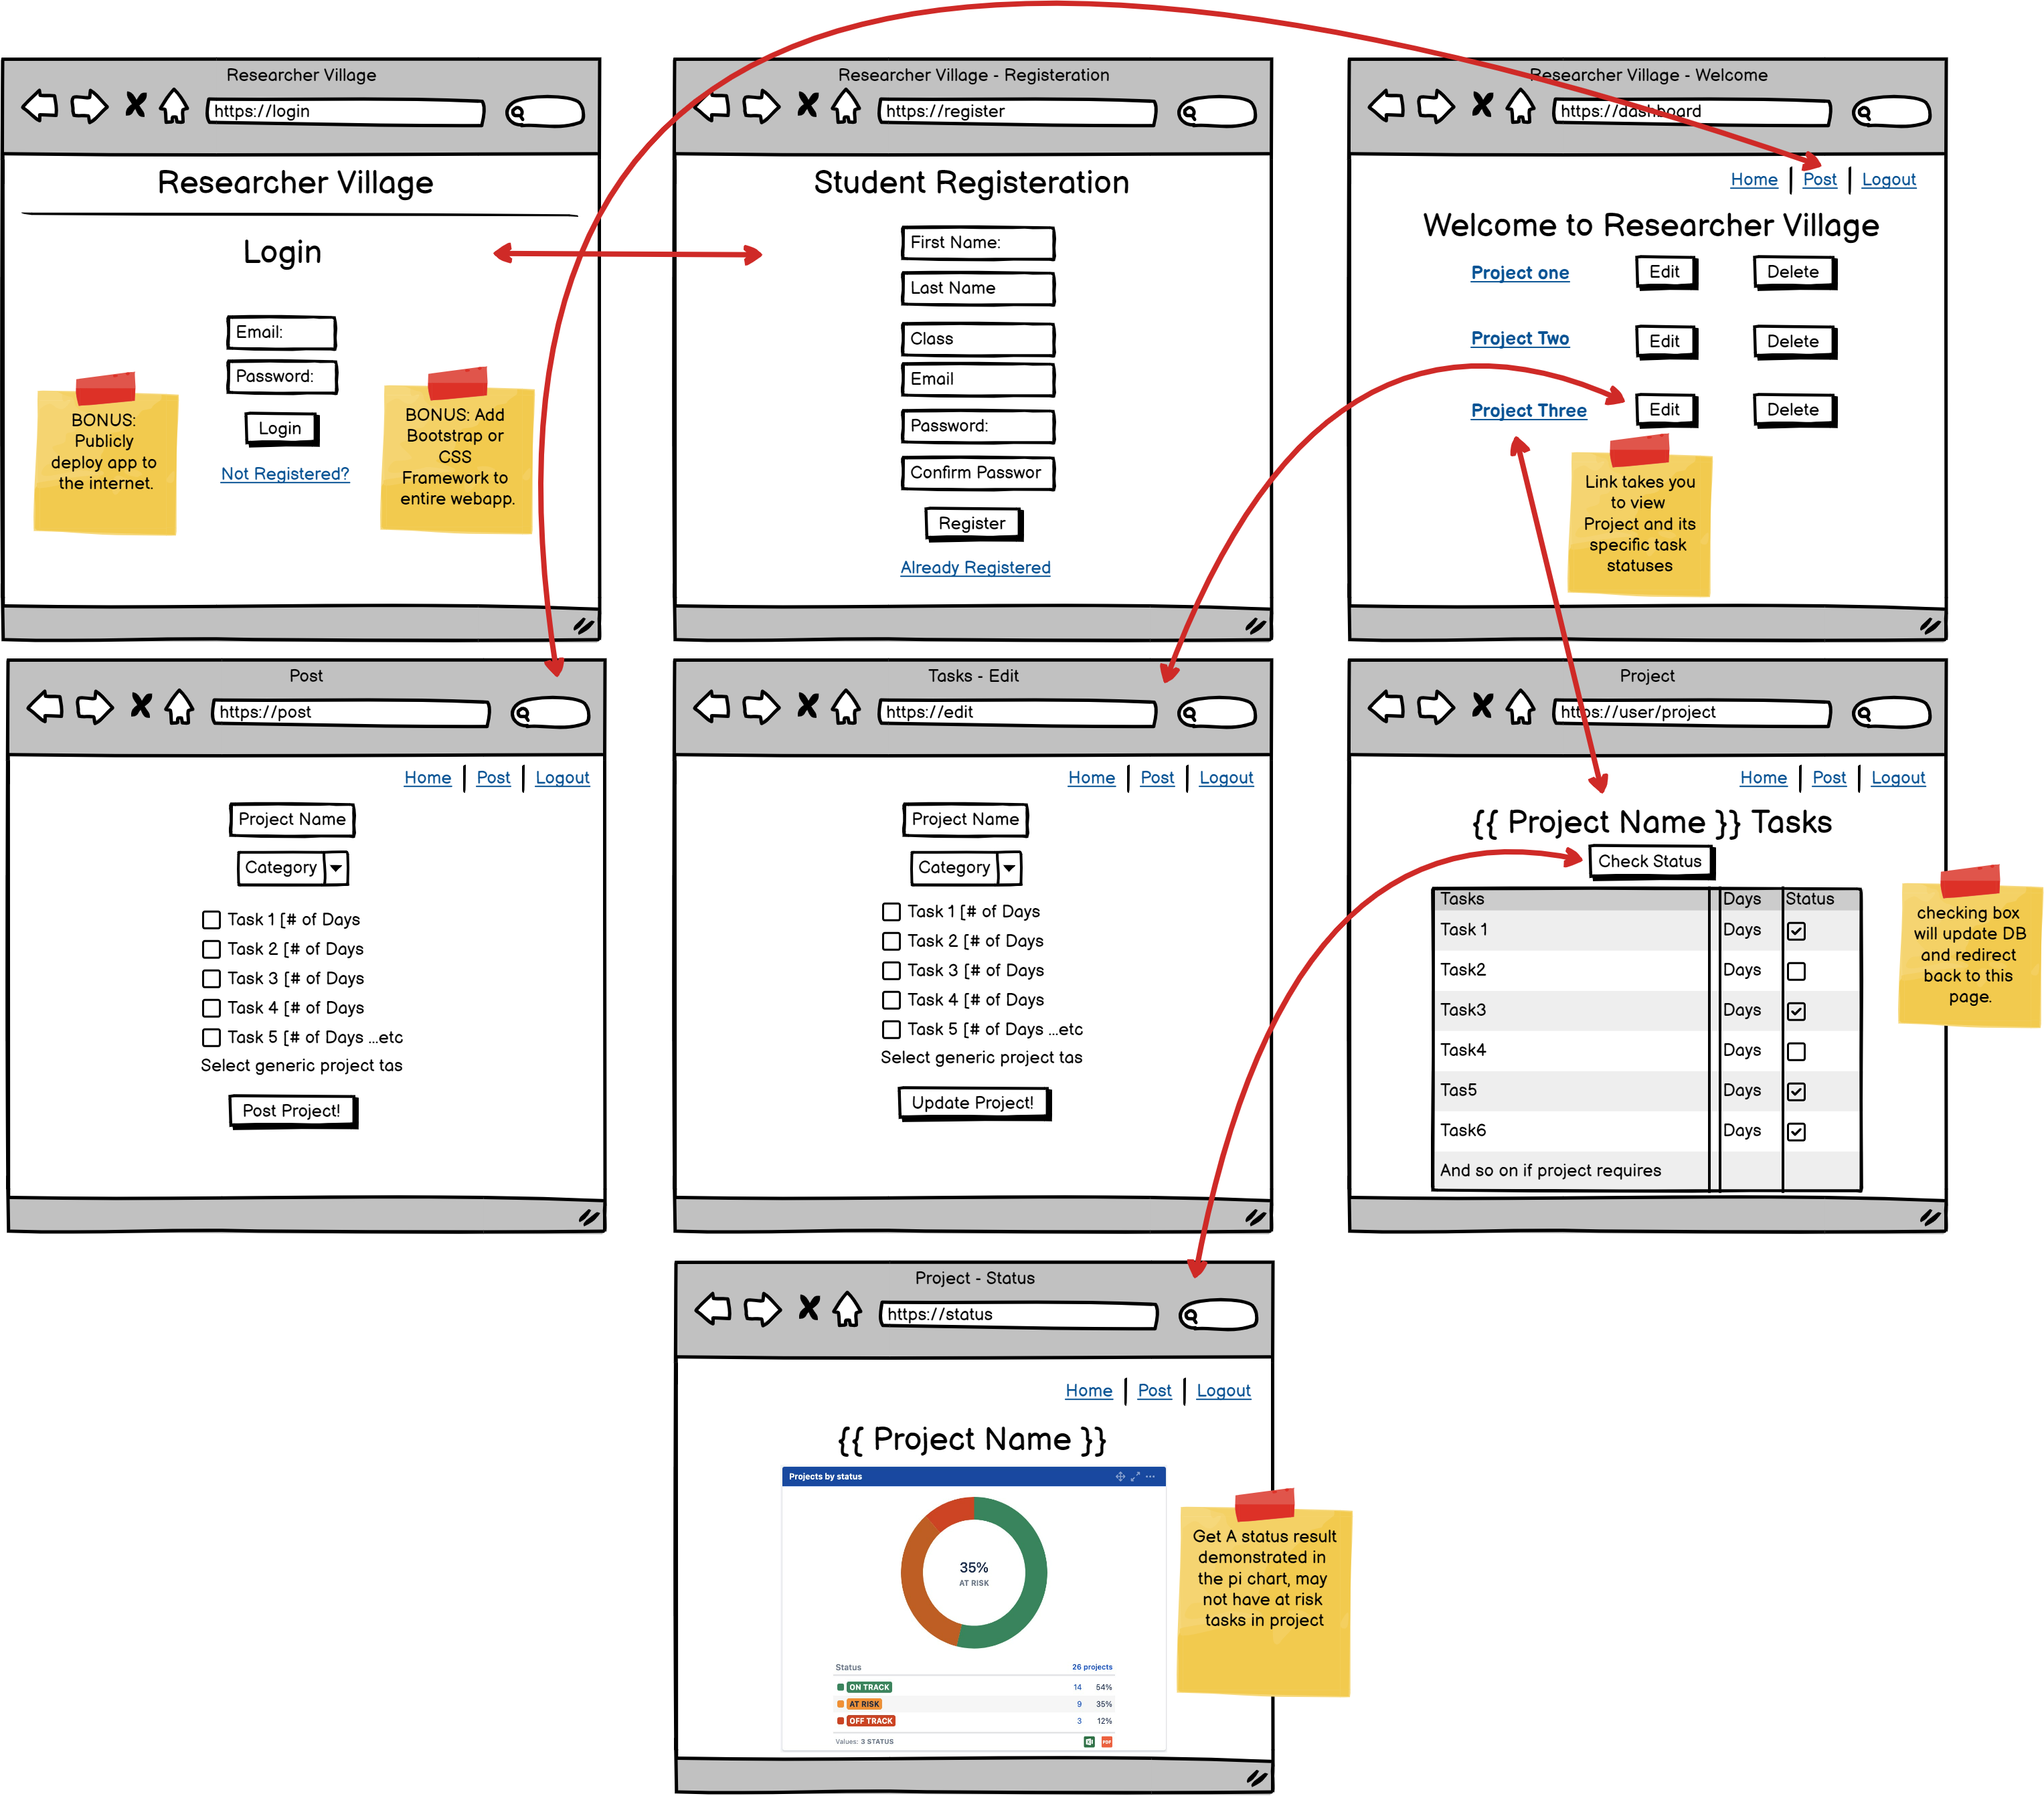 Researcher Village
https://login
Researcher Village
Login
Email:
Password:
Login
Not Registered?
BONUS:
Publicly
deploy app to
the internet.
BONUS: Add
Bootstrap or
CSS
Framework to
entire webapp.
Researcher Village - Registeration
https://register
Student Registeration
First Name:
Last Name
Class
Email
Password:
Confirm Passwor
Register
Already Registered
Researcher Village - Welcome
https://dashboard
Home Post Logout
Welcome to Researcher Village
Project one Edit Delete
Project Two Edit Delete
Project Three Edit Delete
Link takes you
to view
Project and its
specific task
statuses
Post
https://post
Home Post Logout
Project Name
Category
Task 1 [# of Days
Task 2 [# of Days
Task 3 [# of Days
Task 4 [# of Days
Task 5 [# of Days ...etc
Select generic project tas
Post Project!
Tasks - Edit
https://edit
Home Post Logout
Project Name
Category
Task 1 [# of Days
Task 2 [# of Days
Task 3 [# of Days
Task 4 [# of Days
Task 5 [# of Days ...etc
Select generic project tas
Update Project!
Project
https://user/project
Home Post Logout
{{ Project Name }} Tasks
Check Status
Tasks Days Status
Task 1 Days
Task2 Days
Task3 Days
Task4 Days
Tas5 Days
Task6 Days
And so on if project requires
checking box
will update DB
and redirect
back to this
page.
Project - Status
https://status
Home Post Logout
{{ Project Name }}
Projects by status
35%
AT RISK
Status 26 projects
ON TRACK 14 54%
AT RISK 9 35%
OFF TRACK 3 12%
Values: 3 STATUS
PDF
Get A status result
demonstrated in
the pi chart, may
not have at risk
tasks in project